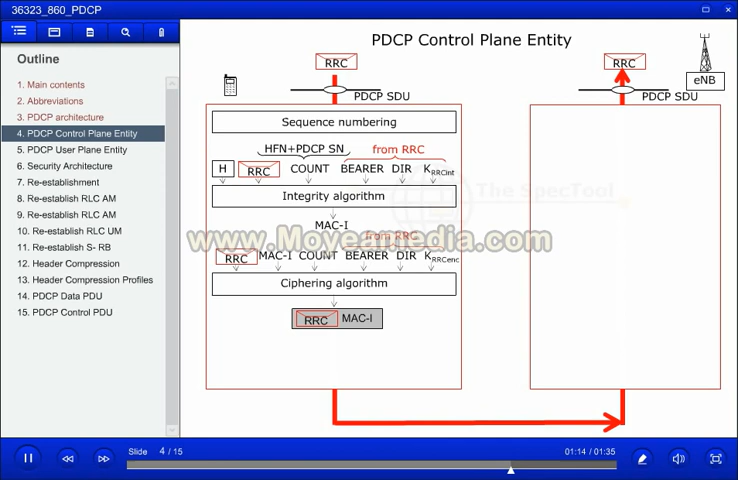 36323_860_PDCP
Outline
1. Main contents
2. Abbreviations
3. PDCP architecture
4. PDCP Control Plane Entity
5. PDCP User Plane Entity
6. Security Architecture
7. Re-establishment
8. Re-establish RLC AM
9. Re-establish RLC AM
10. Re-establish RLC UM
11. Re-establish S- RB
12. Header Compression
13. Header Compression Profiles
14. PDCP Data PDU
15. PDCP Control PDU
PDCP Control Plane Entity
RRC
PDCP SDU
Sequence numbering
HFN+PDCP SN
from RRC
H RRC COUNT BEARER DIR KRRCint
Integrity algorithm
MAC-I
from RRC
RRC MAC-I COUNT BEARER DIR KRRCenc
Ciphering algorithm
RRC MAC-I
RRC
eNB
PDCP SDU
The SpecTool
www.Moyeamedia.com
Slide 4 / 15
01:14 / 01:35